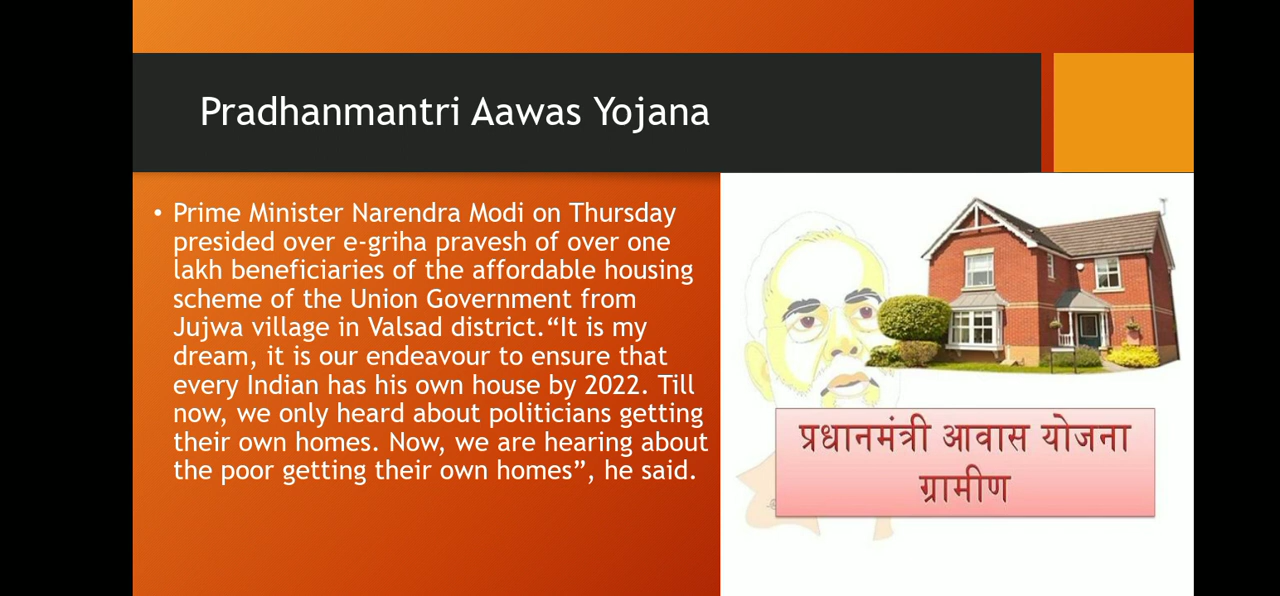 Pradhanmantri Aawas Yojana
• Prime Minister Narendra Modi on Thursday
presided over e-griha pravesh of over one
lakh beneficiaries of the affordable housing
scheme of the Union Government from
Jujwa village in Valsad district.“It is my
dream, it is our endeavour to ensure that
every Indian has his own house by 2022. Till
now, we only heard about politicians getting
their own homes. Now, we are hearing about
the poor getting their own homes”, he said.
प्रधानमंत्री आवास योजना
ग्रामीण